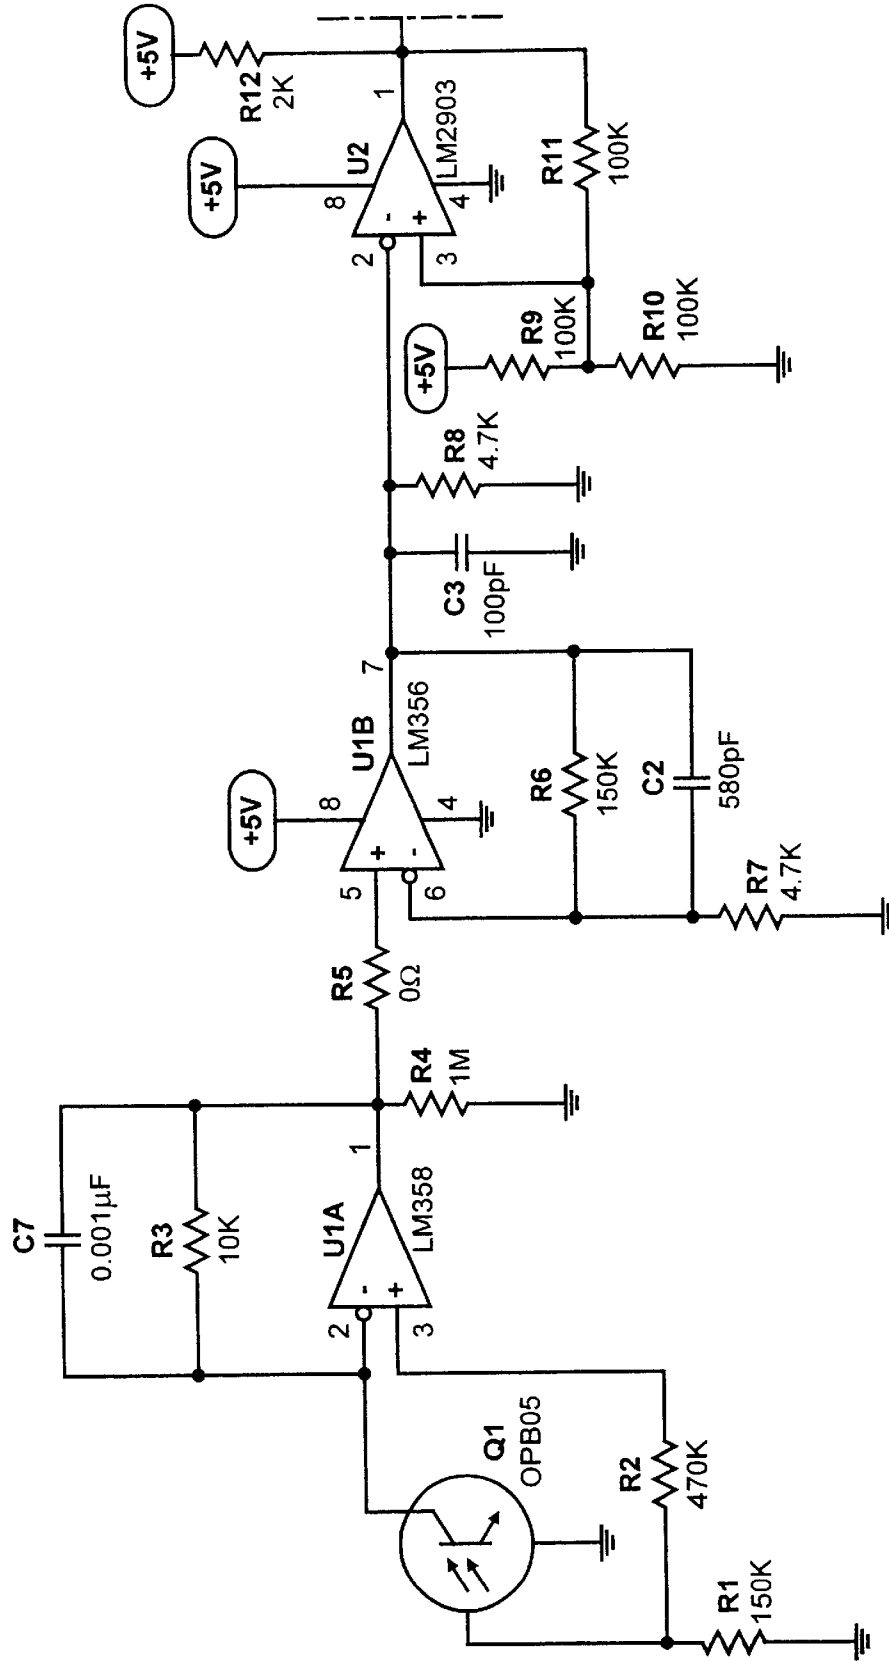 C7
0.001µF
R3
10K
2
3
-
+
U1A
LM358
1
Q1
OPB05
R2
470K
R1
150K
R4
1M
R5
0Ω
+5V
5
6
+
-
8
4
U1B
LM356
7
R6
150K
C2
580pF
R7
4.7K
C3
100pF
R8
4.7K
+5V
R9
100K
R10
100K
+5V
2
3
-
+
8
4
U2
LM2903
1
+5V
R12
2K
R11
100K